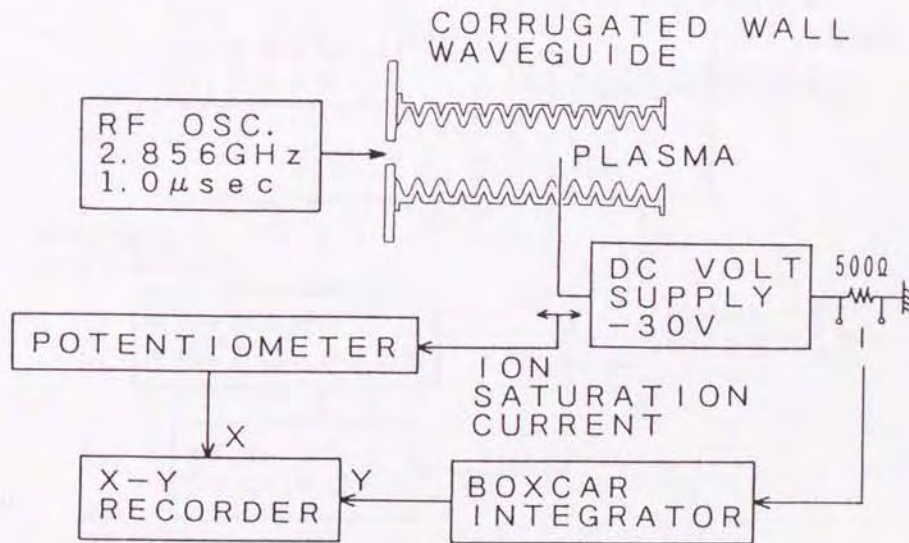 CORRUGATED WALL
WAVEGUIDE
RF OSC.
2.856GHz
1.0μsec
PLASMA
DC VOLT
SUPPLY
-30V
500Ω
POTENTIOMETER
ION
SATURATION
CURRENT
X
X-Y
RECORDER
Y
BOXCAR
INTEGRATOR